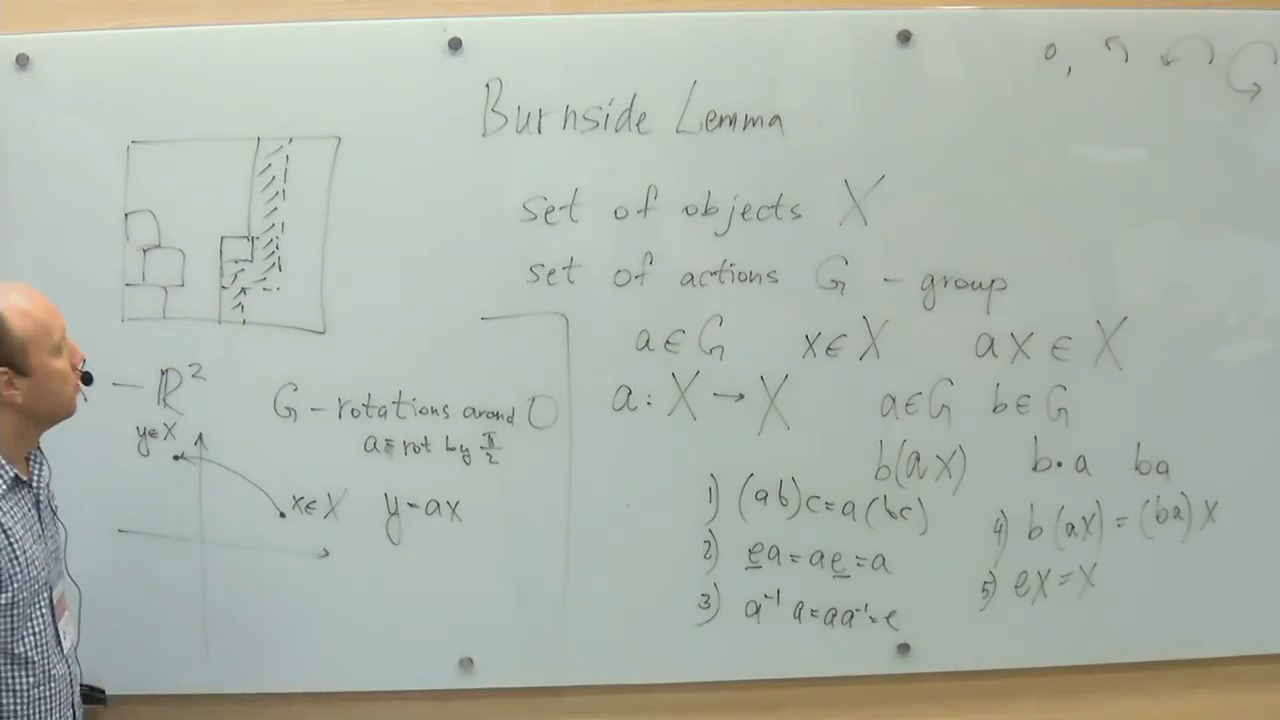 0,
Burnside Lemma
set of objects X
set of actions G - group
a∈G x∈X ax∈X
a: X → X a∈G b∈G
b(ax) b·a ba
1) (ab)c=a(bc)
2) ea=ae=a
3) a⁻¹a=aa⁻¹=e
4) b(ax)=(ba)x
5) ex=x
– ℝ²
G – rotations around O
a=rot by π/2
y∈X
x∈X y=ax